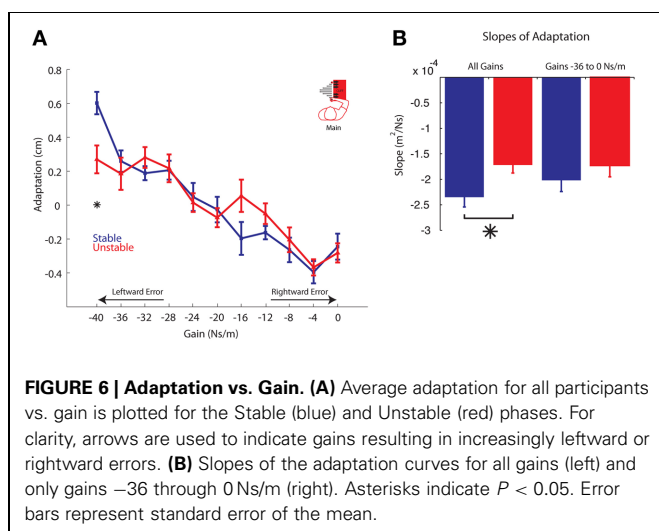 A
B
Slopes of Adaptation
x 10⁻⁴
All Gains
Gains -36 to 0 Ns/m
-0.5
-1
-1.5
-2
-2.5
-3
Slope (m²/Ns)
*
0.8
0.6
0.4
0.2
0
-0.2
-0.4
Adaptation (cm)
Main
*
Stable
Unstable
Leftward Error
Rightward Error
-40 -36 -32 -28 -24 -20 -16 -12 -8 -4 0
Gain (Ns/m)
FIGURE 6 | Adaptation vs. Gain. (A) Average adaptation for all participants
vs. gain is plotted for the Stable (blue) and Unstable (red) phases. For
clarity, arrows are used to indicate gains resulting in increasingly leftward or
rightward errors. (B) Slopes of the adaptation curves for all gains (left) and
only gains −36 through 0 Ns/m (right). Asterisks indicate P < 0.05. Error
bars represent standard error of the mean.